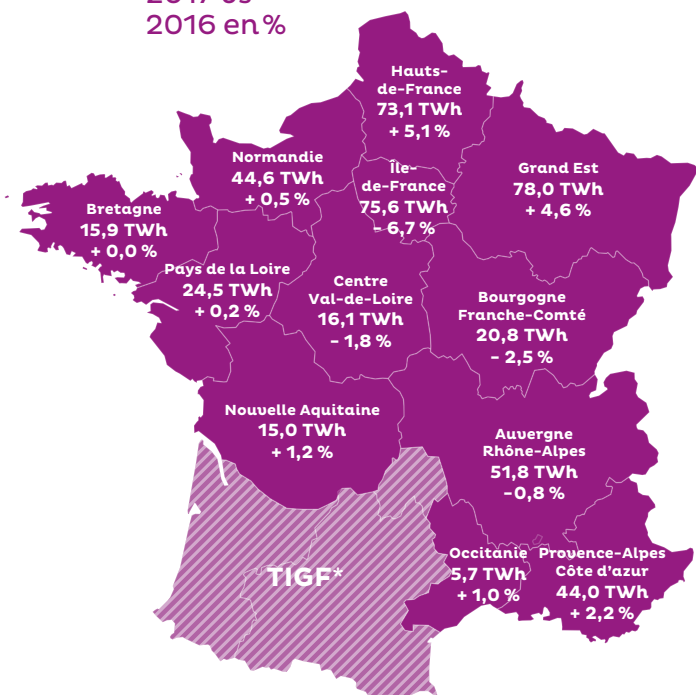 2016 en %
Hauts-
de-France
73,1 TWh
+ 5,1 %
Normandie
44,6 TWh
+ 0,5 %
Île-
de-France
75,6 TWh
– 6,7 %
Grand Est
78,0 TWh
+ 4,6 %
Bretagne
15,9 TWh
+ 0,0 %
Pays de la Loire
24,5 TWh
+ 0,2 %
Centre
Val-de-Loire
16,1 TWh
– 1,8 %
Bourgogne
Franche-Comté
20,8 TWh
– 2,5 %
Nouvelle Aquitaine
15,0 TWh
+ 1,2 %
Auvergne
Rhône-Alpes
51,8 TWh
-0,8 %
TIGF*
Occitanie
5,7 TWh
+ 1,0 %
Provence-Alpes
Côte d'azur
44,0 TWh
+ 2,2 %